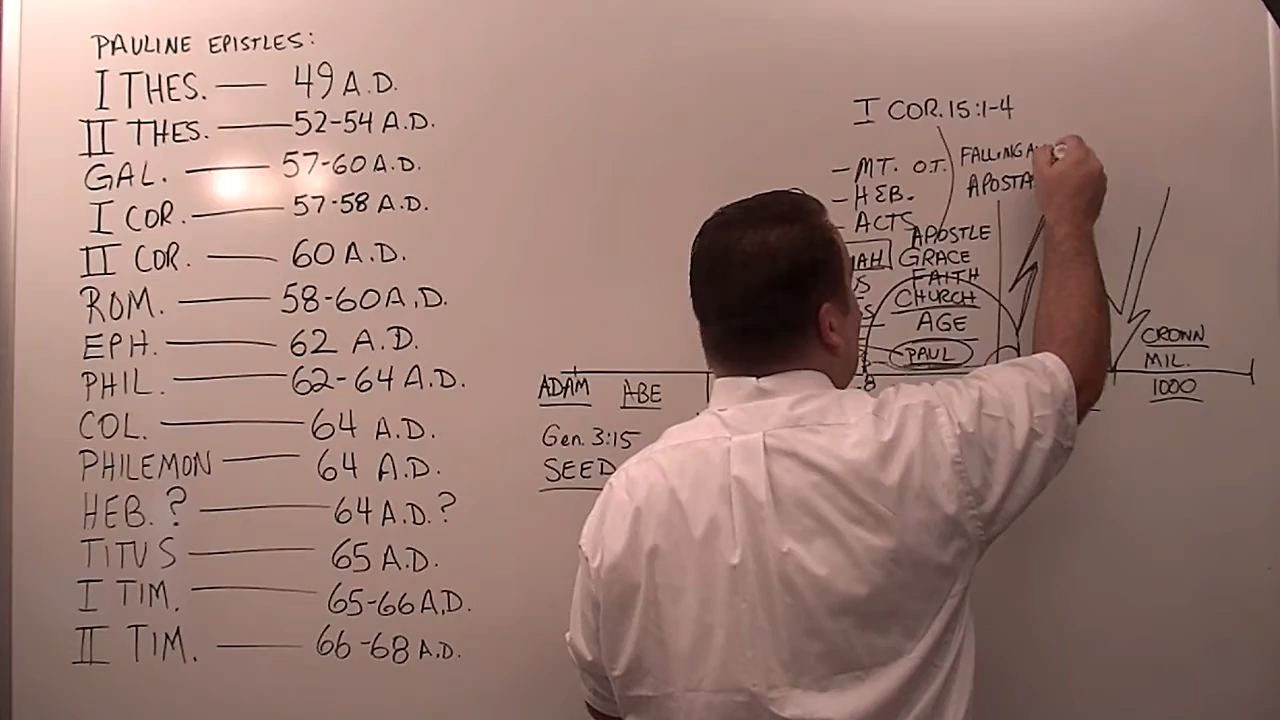 PAULINE EPISTLES:
I THES. — 49 A.D.
II THES. — 52-54 A.D.
GAL. — 57-60 A.D.
I COR. — 57-58 A.D.
II COR. — 60 A.D.
ROM. — 58-60 A.D.
EPH. — 62 A.D.
PHIL. — 62-64 A.D.
COL. — 64 A.D.
PHILEMON — 64 A.D.
HEB. ? — 64 A.D.?
TITUS — 65 A.D.
I TIM. — 65-66 A.D.
II TIM. — 66-68 A.D.
I COR. 15:1-4
- MT. O.T.
- HEB.
- ACTS
FALLING A
APOSTA
APOSTLE
GRACE
FAITH
CHURCH
AGE
PAUL
ADAM ABE
Gen. 3:15
SEED
CROWN
MIL.
1000